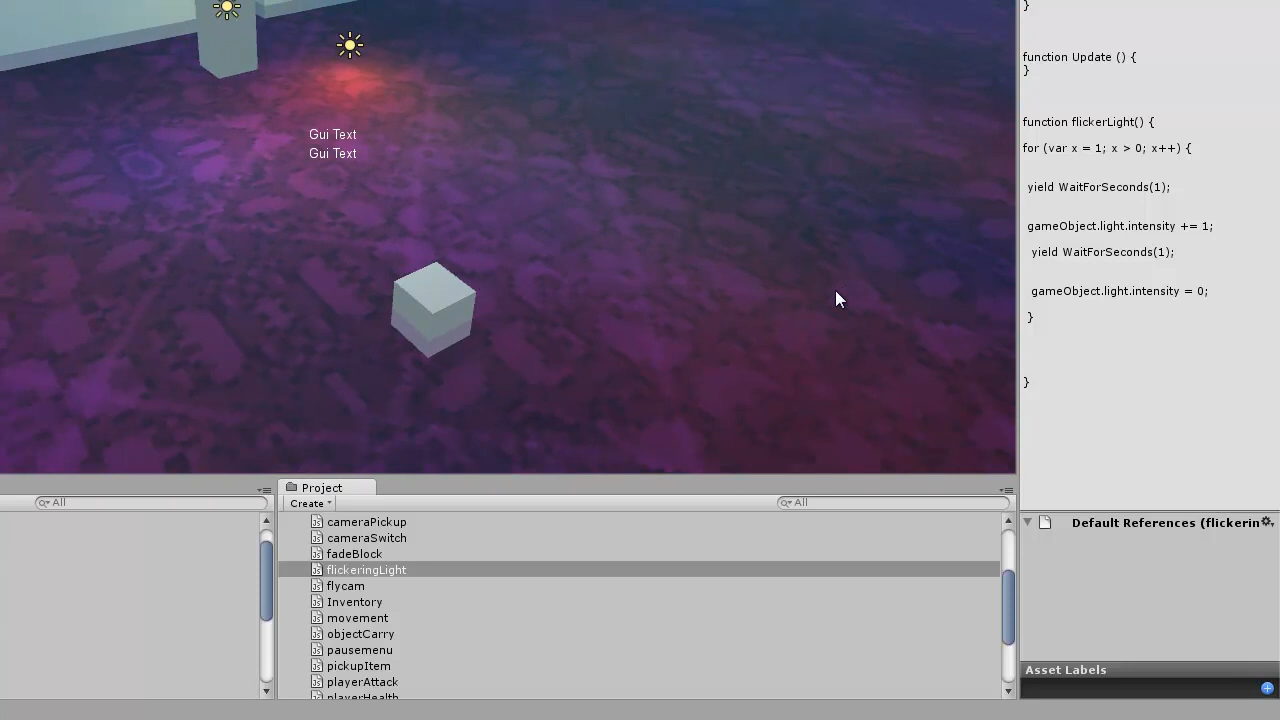 Gui Text
Gui Text
}
function Update () {
}
function flickerLight() {
for (var x = 1; x > 0; x++) {
yield WaitForSeconds(1);
gameObject.light.intensity += 1;
yield WaitForSeconds(1);
gameObject.light.intensity = 0;
}
}
All
Project
Create
All
cameraPickup
cameraSwitch
fadeBlock
flickeringLight
flycam
Inventory
movement
objectCarry
pausemenu
pickupItem
playerAttack
playerHealth
Default References (flickerin
Asset Labels